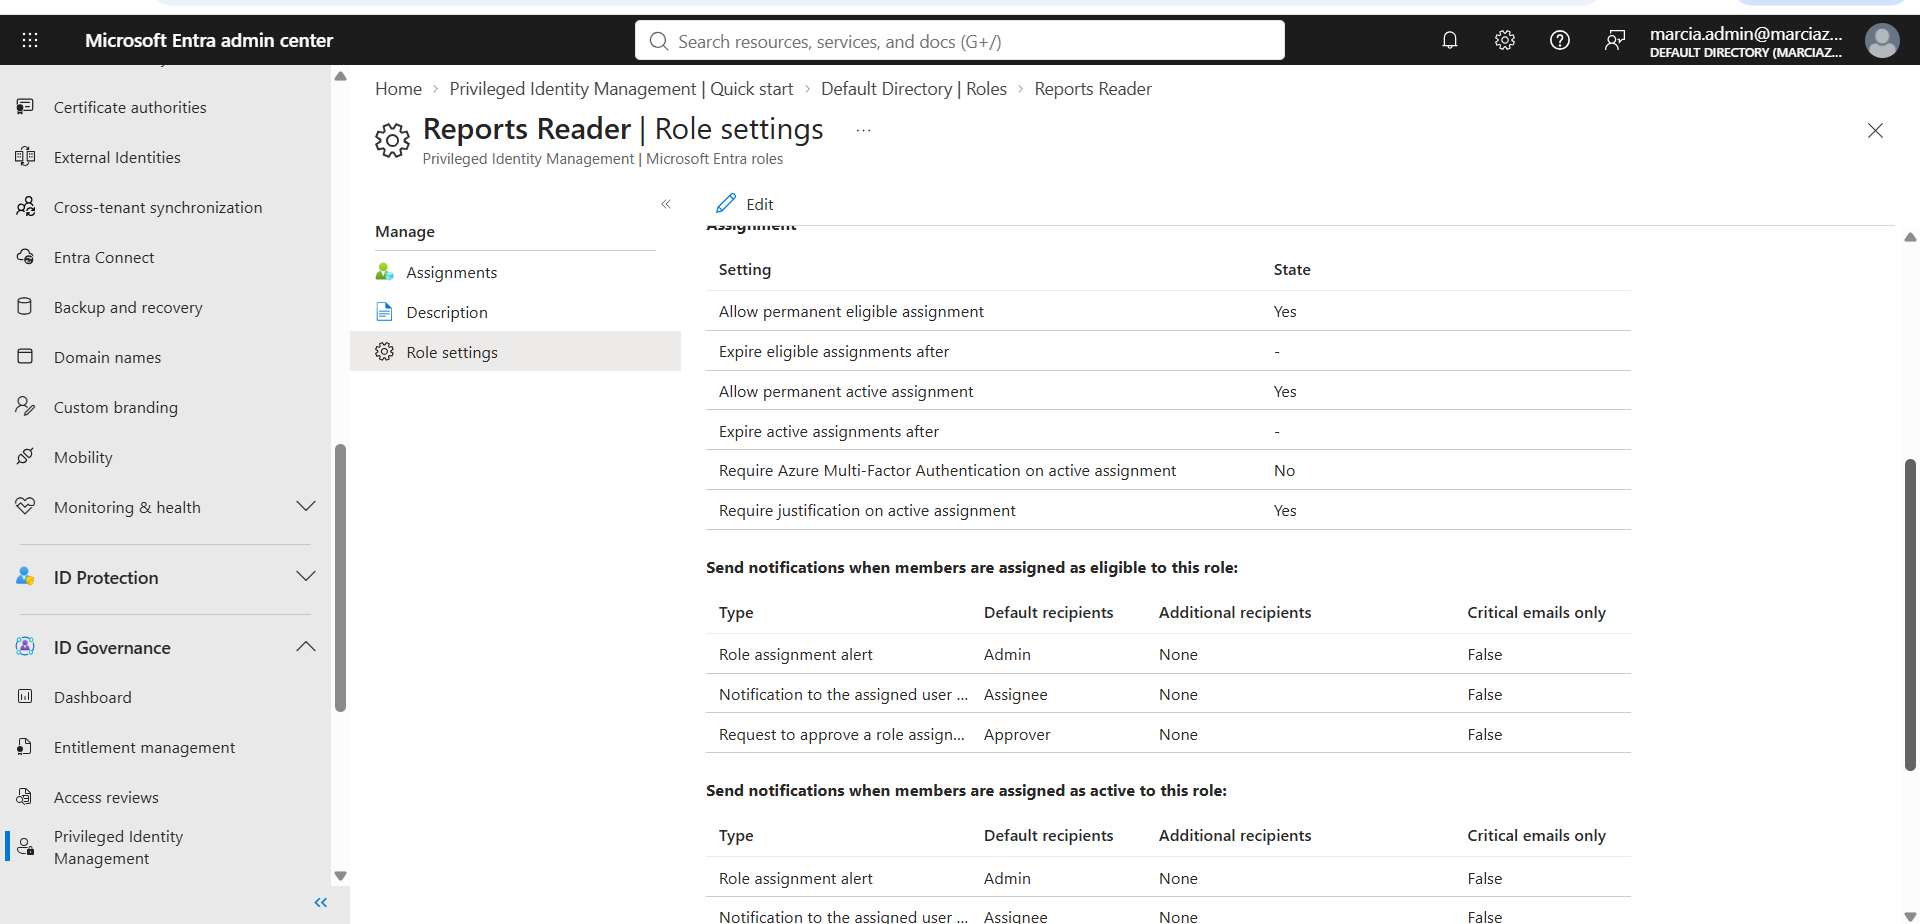 Microsoft Entra admin center
Search resources, services, and docs (G+/)
marcia.admin@marciaz...
DEFAULT DIRECTORY (MARCIAZ...
Certificate authorities
External Identities
Cross-tenant synchronization
Entra Connect
Backup and recovery
Domain names
Custom branding
Mobility
Monitoring & health
ID Protection
ID Governance
Dashboard
Entitlement management
Access reviews
Privileged Identity
Management
Home > Privileged Identity Management | Quick start > Default Directory | Roles > Reports Reader
Reports Reader | Role settings ...
Privileged Identity Management | Microsoft Entra roles
Manage
Assignments
Description
Role settings
Edit
Assignment
Setting State
Allow permanent eligible assignment Yes
Expire eligible assignments after -
Allow permanent active assignment Yes
Expire active assignments after -
Require Azure Multi-Factor Authentication on active assignment No
Require justification on active assignment Yes
Send notifications when members are assigned as eligible to this role:
Type Default recipients Additional recipients Critical emails only
Role assignment alert Admin None False
Notification to the assigned user ... Assignee None False
Request to approve a role assign... Approver None False
Send notifications when members are assigned as active to this role:
Type Default recipients Additional recipients Critical emails only
Role assignment alert Admin None False
Notification to the assigned user ... Assignee None False